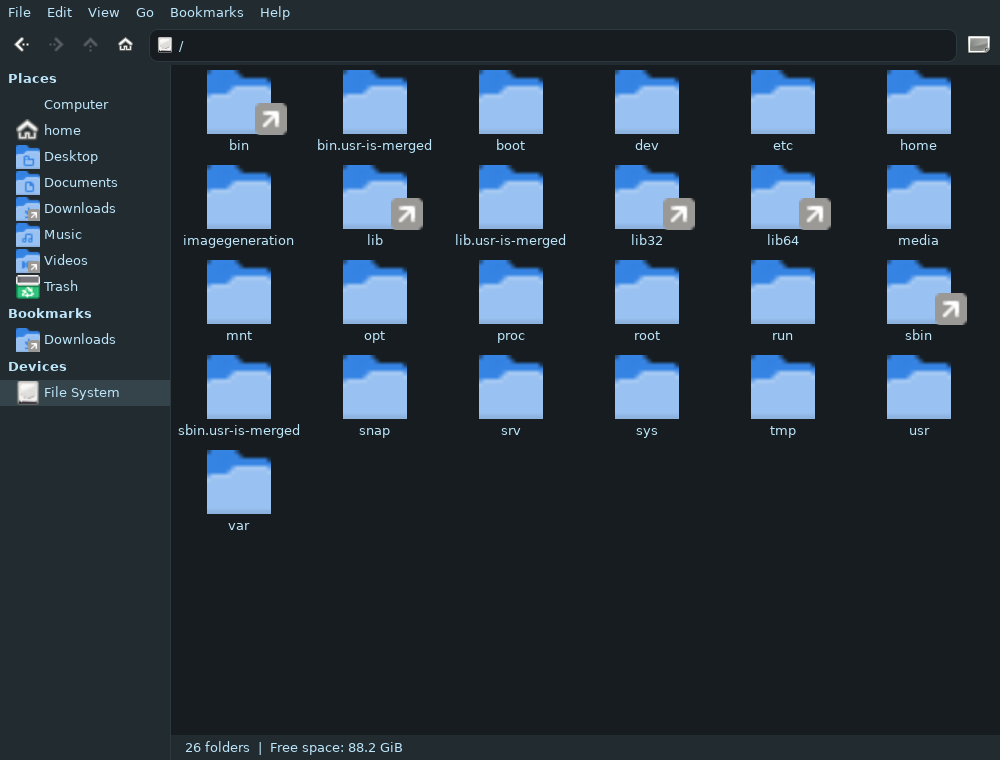 File Edit View Go Bookmarks Help
/
Places
Computer
home
Desktop
Documents
Downloads
Music
Videos
Trash
Bookmarks
Downloads
Devices
File System
bin bin.usr-is-merged boot dev etc home
imagegeneration lib lib.usr-is-merged lib32 lib64 media
mnt opt proc root run sbin
sbin.usr-is-merged snap srv sys tmp usr
var
26 folders | Free space: 88.2 GiB